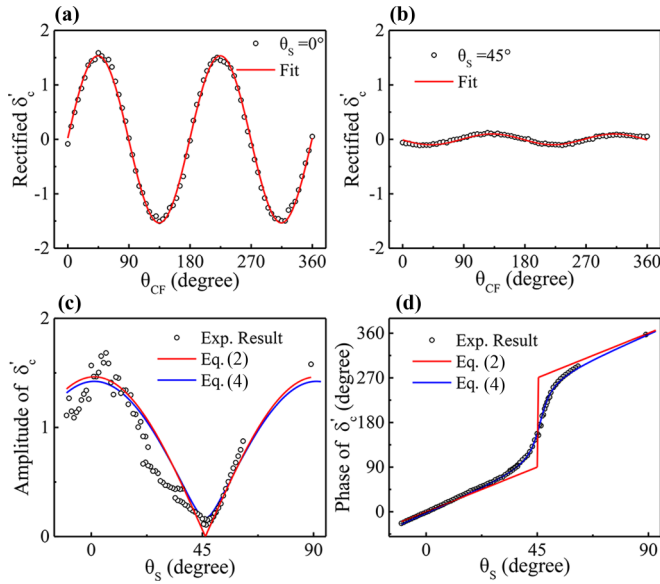 (a)
2
1
0
-1
-2
Rectified δ'c
θS =0°
Fit
0 90 180 270 360
θCF (degree)
(b)
2
1
0
-1
-2
Rectified δ'c
θS =45°
Fit
0 90 180 270 360
θCF (degree)
(c)
2
1
0
Amplitude of δ'c
Exp. Result
Eq. (2)
Eq. (4)
0 45 90
θS (degree)
(d)
360
270
180
90
0
Phase of δ'c (degree)
Exp. Result
Eq. (2)
Eq. (4)
0 45 90
θS (degree)